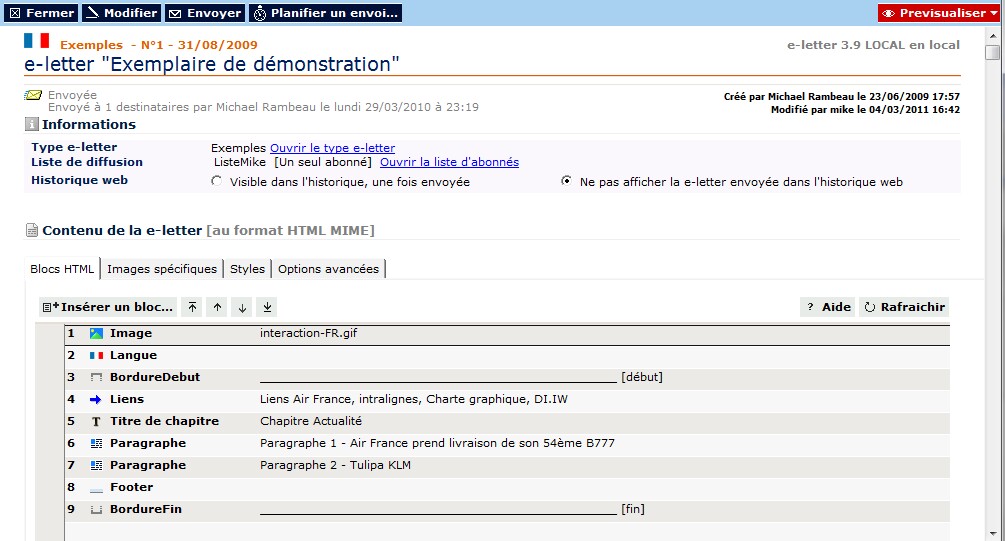 Fermer Modifier Envoyer Planifier un envoi... Prévisualiser
Exemples - N°1 - 31/08/2009 e-letter 3.9 LOCAL en local
e-letter "Exemplaire de démonstration"
Envoyée
Envoyé à 1 destinataires par Michael Rambeau le lundi 29/03/2010 à 23:19
Créé par Michael Rambeau le 23/06/2009 17:57
Modifié par mike le 04/03/2011 16:42
Informations
Type e-letter Exemples Ouvrir le type e-letter
Liste de diffusion ListeMike [Un seul abonné] Ouvrir la liste d'abonnés
Historique web Visible dans l'historique, une fois envoyée Ne pas afficher la e-letter envoyée dans l'historique web
Contenu de la e-letter [au format HTML MIME]
Blocs HTML Images spécifiques Styles Options avancées
Insérer un bloc... ? Aide Rafraichir
1 Image interaction-FR.gif
2 Langue
3 BordureDebut [début]
4 Liens Liens Air France, intralignes, Charte graphique, DI.IW
5 T Titre de chapitre Chapitre Actualité
6 Paragraphe Paragraphe 1 - Air France prend livraison de son 54ème B777
7 Paragraphe Paragraphe 2 - Tulipa KLM
8 Footer
9 BordureFin [fin]